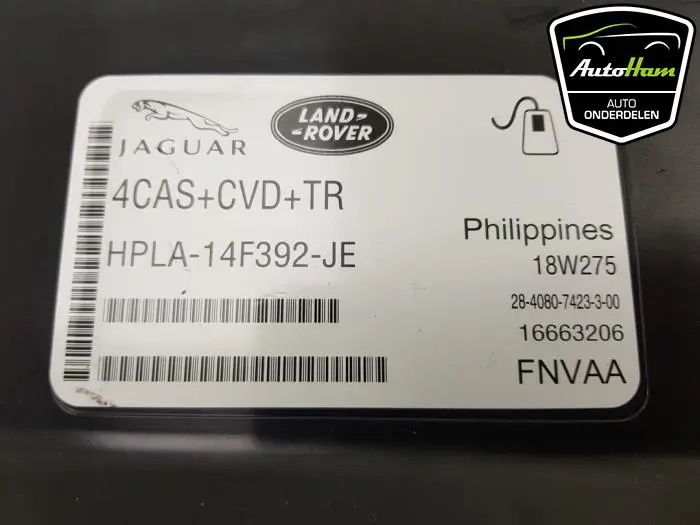 AutoHam
AUTO
ONDERDELEN
JAGUAR
LAND-
-ROVER
4CAS+CVD+TR
HPLA-14F392-JE
Philippines
18W275
28-4080-7423-3-00
16663206
FNVAA